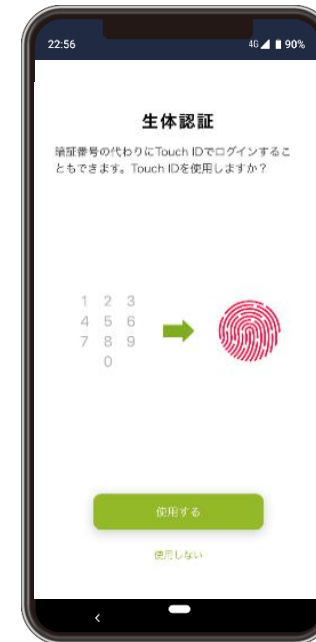 22:56 4G 90%
生体認証
暗証番号の代わりにTouch IDでログインするこ
ともできます。Touch IDを使用しますか？
1 2 3
4 5 6
7 8 9
0
使用する
使用しない